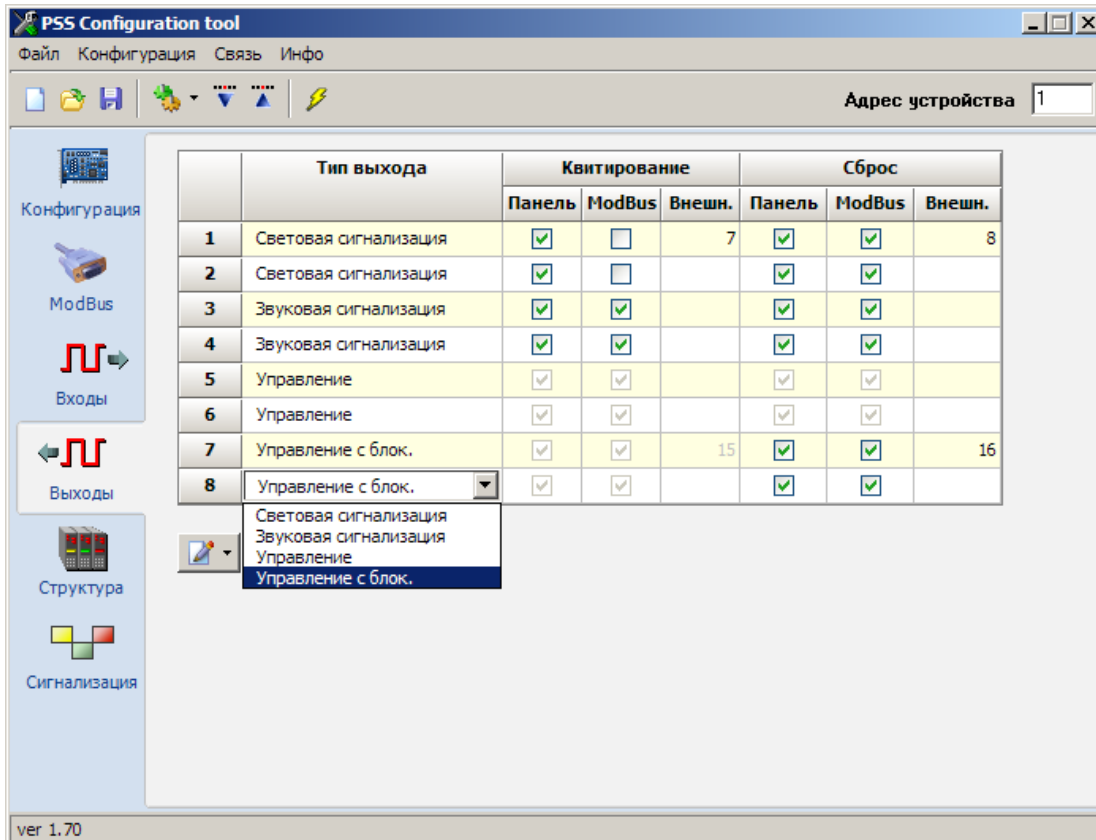 PSS Configuration tool
Файл Конфигурация Связь Инфо
Адрес устройства 1
Конфигурация
ModBus
Входы
Выходы
Структура
Сигнализация
Тип выхода Квитирование Сброс
Панель ModBus Внешн. Панель ModBus Внешн.
1 Световая сигнализация 7 8
2 Световая сигнализация
3 Звуковая сигнализация
4 Звуковая сигнализация
5 Управление
6 Управление
7 Управление с блок. 15 16
8 Управление с блок.
Световая сигнализация
Звуковая сигнализация
Управление
Управление с блок.
ver 1.70